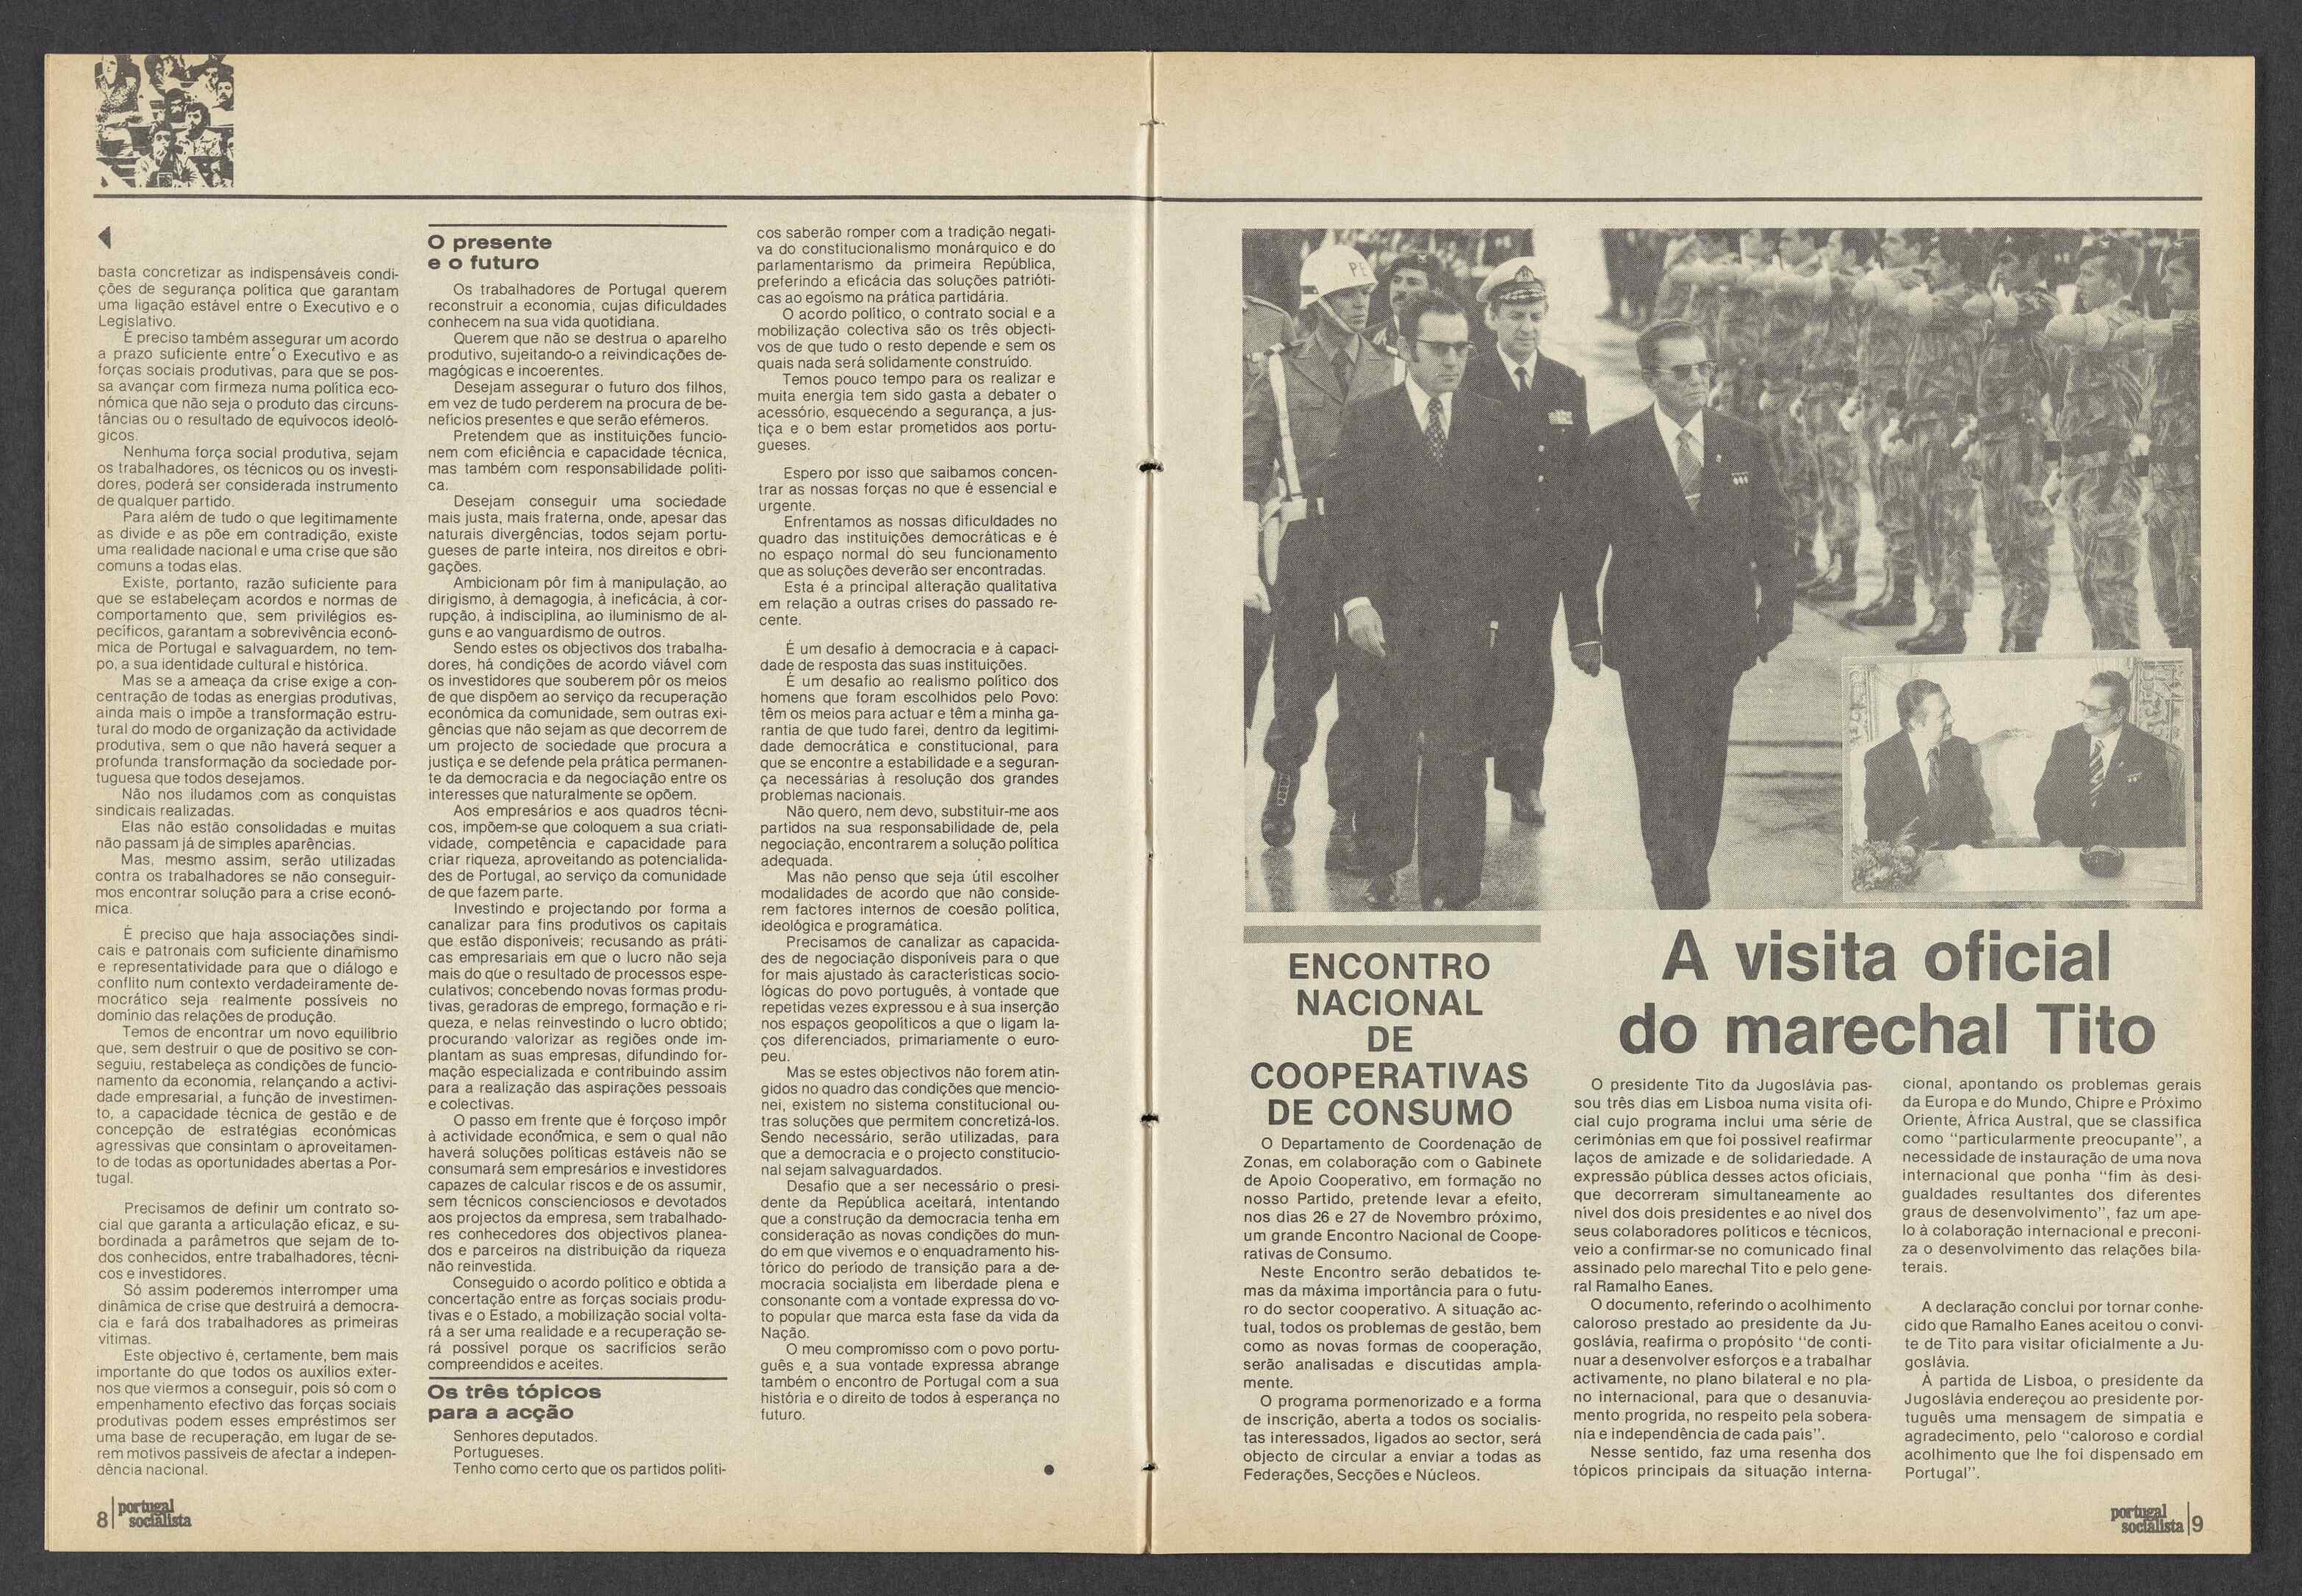 basta concretizar as indispensáveis condi-
ções de segurança política que garantam
uma ligação estável entre o Executivo e o
Legislativo.
É preciso também assegurar um acordo
a prazo suficiente entre o Executivo e as
forças sociais produtivas, para que se pos-
sa avançar com firmeza numa política eco-
nómica que não seja o produto das circuns-
tâncias ou o resultado de equívocos ideoló-
gicos.
Nenhuma força social produtiva, sejam
os trabalhadores, os técnicos ou os investi-
dores, poderá ser considerada instrumento
de qualquer partido.
Para além de tudo o que legitimamente
as divide e as põe em contradição, existe
uma realidade nacional e uma crise que são
comuns a todas elas.
Existe, portanto, razão suficiente para
que se estabeleçam acordos e normas de
comportamento que, sem privilégios es-
pecíficos, garantam a sobrevivência econó-
mica de Portugal e salvaguardem, no tem-
po, a sua identidade cultural e histórica.
Mas se a ameaça da crise exige a con-
centração de todas as energias produtivas,
ainda mais o impõe a transformação estru-
tural do modo de organização da actividade
produtiva, sem o que não haverá sequer a
profunda transformação da sociedade por-
tuguesa que todos desejamos.
Não nos iludamos com as conquistas
sindicais realizadas.
Elas não estão consolidadas e muitas
não passam já de simples aparências.
Mas, mesmo assim, serão utilizadas
contra os trabalhadores se não conseguir-
mos encontrar solução para a crise econó-
mica.
É preciso que haja associações sindi-
cais e patronais com suficiente dinamismo
e representatividade para que o diálogo e
conflito num contexto verdadeiramente de-
mocrático seja realmente possíveis no
domínio das relações de produção.
Temos de encontrar um novo equilíbrio
que, sem destruir o que de positivo se con-
seguiu, restabeleça as condições de funcio-
namento da economia, relançando a activi-
dade empresarial, a função de investimen-
to, a capacidade técnica de gestão e de
concepção de estratégias económicas
agressivas que consintam o aproveitamen-
to de todas as oportunidades abertas a Por-
tugal.
Precisamos de definir um contrato so-
cial que garanta a articulação eficaz, e su-
bordinada a parâmetros que sejam de to-
dos conhecidos, entre trabalhadores, técni-
cos e investidores.
Só assim poderemos interromper uma
dinâmica de crise que destruirá a democra-
cia e fará dos trabalhadores as primeiras
vítimas.
Este objectivo é, certamente, bem mais
importante do que todos os auxílios exter-
nos que viermos a conseguir, pois só com o
empenhamento efectivo das forças sociais
produtivas podem esses empréstimos ser
uma base de recuperação, em lugar de se-
rem motivos passíveis de afectar a indepen-
dência nacional.
O presente
e o futuro
Os trabalhadores de Portugal querem
reconstruir a economia, cujas dificuldades
conhecem na sua vida quotidiana.
Querem que não se destrua o aparelho
produtivo, sujeitando-o a reivindicações de-
magógicas e incoerentes.
Desejam assegurar o futuro dos filhos,
em vez de tudo perderem na procura de be-
nefícios presentes e que serão efémeros.
Pretendem que as instituições funcio-
nem com eficiência e capacidade técnica,
mas também com responsabilidade políti-
ca.
Desejam conseguir uma sociedade
mais justa, mais fraterna, onde, apesar das
naturais divergências, todos sejam portu-
gueses de parte inteira, nos direitos e obri-
gações.
Ambicionam pôr fim à manipulação, ao
dirigismo, à demagogia, à ineficácia, à cor-
rupção, à indisciplina, ao iluminismo de al-
guns e ao vanguardismo de outros.
Sendo estes os objectivos dos trabalha-
dores, há condições de acordo viável com
os investidores que souberem pôr os meios
de que dispõem ao serviço da recuperação
económica da comunidade, sem outras exi-
gências que não sejam as que decorrem de
um projecto de sociedade que procura a
justiça e se defende pela prática permanen-
te da democracia e da negociação entre os
interesses que naturalmente se opõem.
Aos empresários e aos quadros técni-
cos, impõem-se que coloquem a sua criati-
vidade, competência e capacidade para
criar riqueza, aproveitando as potencialida-
des de Portugal, ao serviço da comunidade
de que fazem parte.
Investindo e projectando por forma a
canalizar para fins produtivos os capitais
que estão disponíveis; recusando as práti-
cas empresariais em que o lucro não seja
mais do que o resultado de processos espe-
culativos; concebendo novas formas produ-
tivas, geradoras de emprego, formação e ri-
queza, e nelas reinvestindo o lucro obtido;
procurando valorizar as regiões onde im-
plantam as suas empresas, difundindo for-
mação especializada e contribuindo assim
para a realização das aspirações pessoais
e colectivas.
O passo em frente que é forçoso impôr
à actividade económica, e sem o qual não
haverá soluções políticas estáveis não se
consumará sem empresários e investidores
capazes de calcular riscos e de os assumir,
sem técnicos conscienciosos e devotados
aos projectos da empresa, sem trabalhado-
res conhecedores dos objectivos planea-
dos e parceiros na distribuição da riqueza
não reinvestida.
Conseguido o acordo político e obtida a
concertação entre as forças sociais produ-
tivas e o Estado, a mobilização social volta-
rá a ser uma realidade e a recuperação se-
rá possível porque os sacrifícios serão
compreendidos e aceites.
Os três tópicos
para a acção
Senhores deputados.
Portugueses.
Tenho como certo que os partidos políti-
cos saberão romper com a tradição negati-
va do constitucionalismo monárquico e do
parlamentarismo da primeira República,
preferindo a eficácia das soluções patrióti-
cas ao egoísmo na prática partidária.
O acordo político, o contrato social e a
mobilização colectiva são os três objecti-
vos de que tudo o resto depende e sem os
quais nada será solidamente construído.
Temos pouco tempo para os realizar e
muita energia tem sido gasta a debater o
acessório, esquecendo a segurança, a jus-
tiça e o bem estar prometidos aos portu-
gueses.
Espero por isso que saibamos concen-
trar as nossas forças no que é essencial e
urgente.
Enfrentamos as nossas dificuldades no
quadro das instituições democráticas e é
no espaço normal do seu funcionamento
que as soluções deverão ser encontradas.
Esta é a principal alteração qualitativa
em relação a outras crises do passado re-
cente.
É um desafio à democracia e à capaci-
dade de resposta das suas instituições.
É um desafio ao realismo político dos
homens que foram escolhidos pelo Povo:
têm os meios para actuar e têm a minha ga-
rantia de que tudo farei, dentro da legitimi-
dade democrática e constitucional, para
que se encontre a estabilidade e a seguran-
ça necessárias à resolução dos grandes
problemas nacionais.
Não quero, nem devo, substituir-me aos
partidos na sua responsabilidade de, pela
negociação, encontrarem a solução política
adequada.
Mas não penso que seja útil escolher
modalidades de acordo que não conside-
rem factores internos de coesão política,
ideológica e programática.
Precisamos de canalizar as capacida-
des de negociação disponíveis para o que
for mais ajustado às características socio-
lógicas do povo português, à vontade que
repetidas vezes expressou e à sua inserção
nos espaços geopolíticos a que o ligam la-
ços diferenciados, primariamente o euro-
peu.
Mas se estes objectivos não forem atin-
gidos no quadro das condições que mencio-
nei, existem no sistema constitucional ou-
tras soluções que permitem concretizá-los.
Sendo necessário, serão utilizadas, para
que a democracia e o projecto constitucio-
nal sejam salvaguardados.
Desafio que a ser necessário o presi-
dente da República aceitará, intentando
que a construção da democracia tenha em
consideração as novas condições do mun-
do em que vivemos e o enquadramento his-
tórico do período de transição para a de-
mocracia socialista em liberdade plena e
consonante com a vontade expressa do vo-
to popular que marca esta fase da vida da
Nação.
O meu compromisso com o povo portu-
guês e a sua vontade expressa abrange
também o encontro de Portugal com a sua
história e o direito de todos à esperança no
futuro.
8 portugal
socialista
PE
ENCONTRO
NACIONAL
DE
COOPERATIVAS
DE CONSUMO
O Departamento de Coordenação de
Zonas, em colaboração com o Gabinete
de Apoio Cooperativo, em formação no
nosso Partido, pretende levar a efeito,
nos dias 26 e 27 de Novembro próximo,
um grande Encontro Nacional de Coope-
rativas de Consumo.
Neste Encontro serão debatidos te-
mas da máxima importância para o futu-
ro do sector cooperativo. A situação ac-
tual, todos os problemas de gestão, bem
como as novas formas de cooperação,
serão analisadas e discutidas ampla-
mente.
O programa pormenorizado e a forma
de inscrição, aberta a todos os socialis-
tas interessados, ligados ao sector, será
objecto de circular a enviar a todas as
Federações, Secções e Núcleos.
A visita oficial
do marechal Tito
O presidente Tito da Jugoslávia pas-
sou três dias em Lisboa numa visita ofi-
cial cujo programa inclui uma série de
cerimónias em que foi possível reafirmar
laços de amizade e de solidariedade. A
expressão pública desses actos oficiais,
que decorreram simultaneamente ao
nível dos dois presidentes e ao nível dos
seus colaboradores políticos e técnicos,
veio a confirmar-se no comunicado final
assinado pelo marechal Tito e pelo gene-
ral Ramalho Eanes.
O documento, referindo o acolhimento
caloroso prestado ao presidente da Ju-
goslávia, reafirma o propósito "de conti-
nuar a desenvolver esforços e a trabalhar
activamente, no plano bilateral e no pla-
no internacional, para que o desanuvia-
mento progrida, no respeito pela sobera-
nia e independência de cada país".
Nesse sentido, faz uma resenha dos
tópicos principais da situação interna-
cional, apontando os problemas gerais
da Europa e do Mundo, Chipre e Próximo
Oriente, África Austral, que se classifica
como "particularmente preocupante", a
necessidade de instauração de uma nova
internacional que ponha "fim às desi-
gualdades resultantes dos diferentes
graus de desenvolvimento", faz um ape-
lo à colaboração internacional e preconi-
za o desenvolvimento das relações bila-
terais.
A declaração conclui por tornar conhe-
cido que Ramalho Eanes aceitou o convi-
te de Tito para visitar oficialmente a Ju-
goslávia.
À partida de Lisboa, o presidente da
Jugoslávia endereçou ao presidente por-
tuguês uma mensagem de simpatia e
agradecimento, pelo "caloroso e cordial
acolhimento que lhe foi dispensado em
Portugal".
portugal
socialista 9